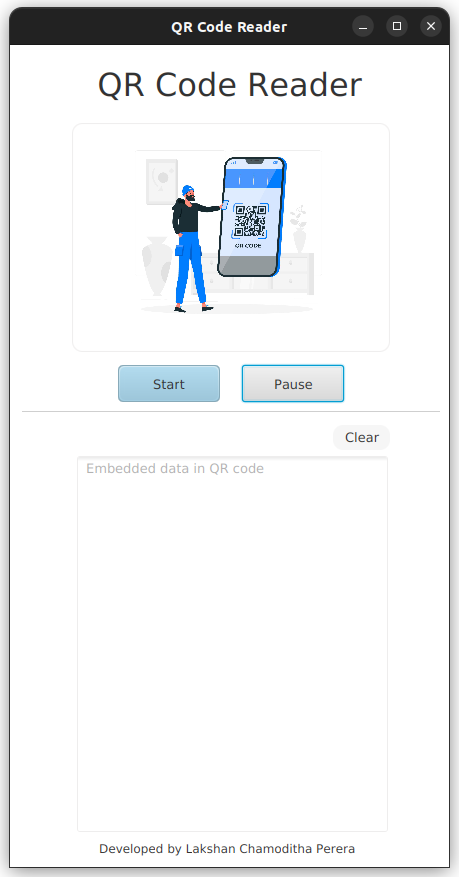 QR Code Reader
QR Code Reader
QR CODE
Start
Pause
Clear
Embedded data in QR code
Developed by Lakshan Chamoditha Perera